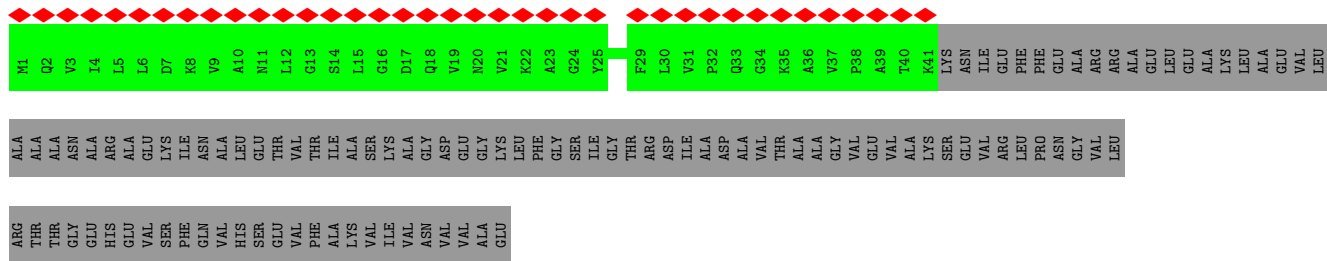 M1 Q2 V3 I4 L5 L6 D7 K8 V9 A10 N11 L12 G13 S14 L15 G16 D17 Q18 V19 N20 V21 K22 A23 G24 Y25 F29 L30 V31 P32 Q33 G34 K35 A36 V37 P38 A39 T40 K41 LYS ASN ILE GLU PHE PHE GLU ALA ARG ARG ALA GLU LEU GLU ALA LYS LEU ALA GLU VAL LEU
ALA ALA ALA ASN ALA ARG ALA GLU LYS ILE ASN ALA LEU GLU THR VAL THR ILE ALA SER LYS ALA GLY ASP GLU GLY LYS LEU PHE GLY SER ILE GLY THR ARG ASP ILE ALA ASP ALA VAL THR ALA ALA GLY VAL GLU VAL ALA LYS SER GLU VAL ARG LEU PRO ASN GLY VAL LEU
ARG THR THR GLY GLU HIS GLU VAL SER PHE GLN VAL HIS SER GLU VAL PHE ALA LYS VAL ILE VAL ASN VAL VAL ALA GLU